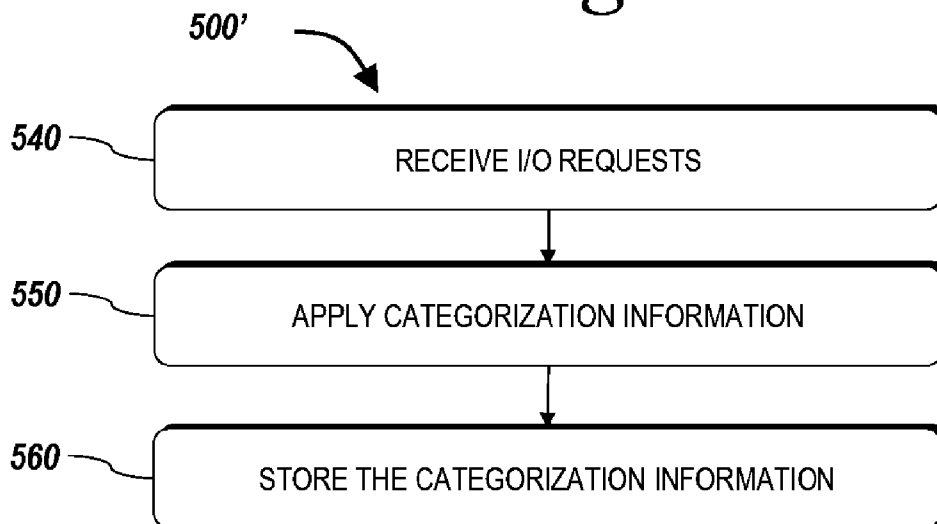 500’
540
RECEIVE I/O REQUESTS
550
APPLY CATEGORIZATION INFORMATION
560
STORE THE CATEGORIZATION INFORMATION